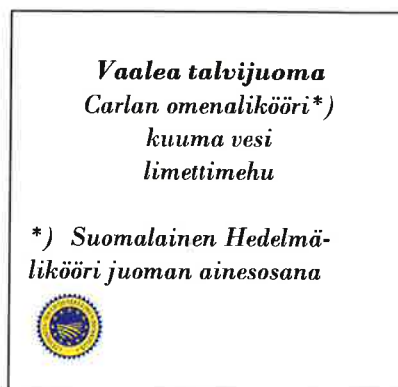 Vaalea talvijuoma
Carlan omenalikööri*)
kuuma vesi
limettimehu
*) Suomalainen Hedelmä-
likööri juoman ainesosana